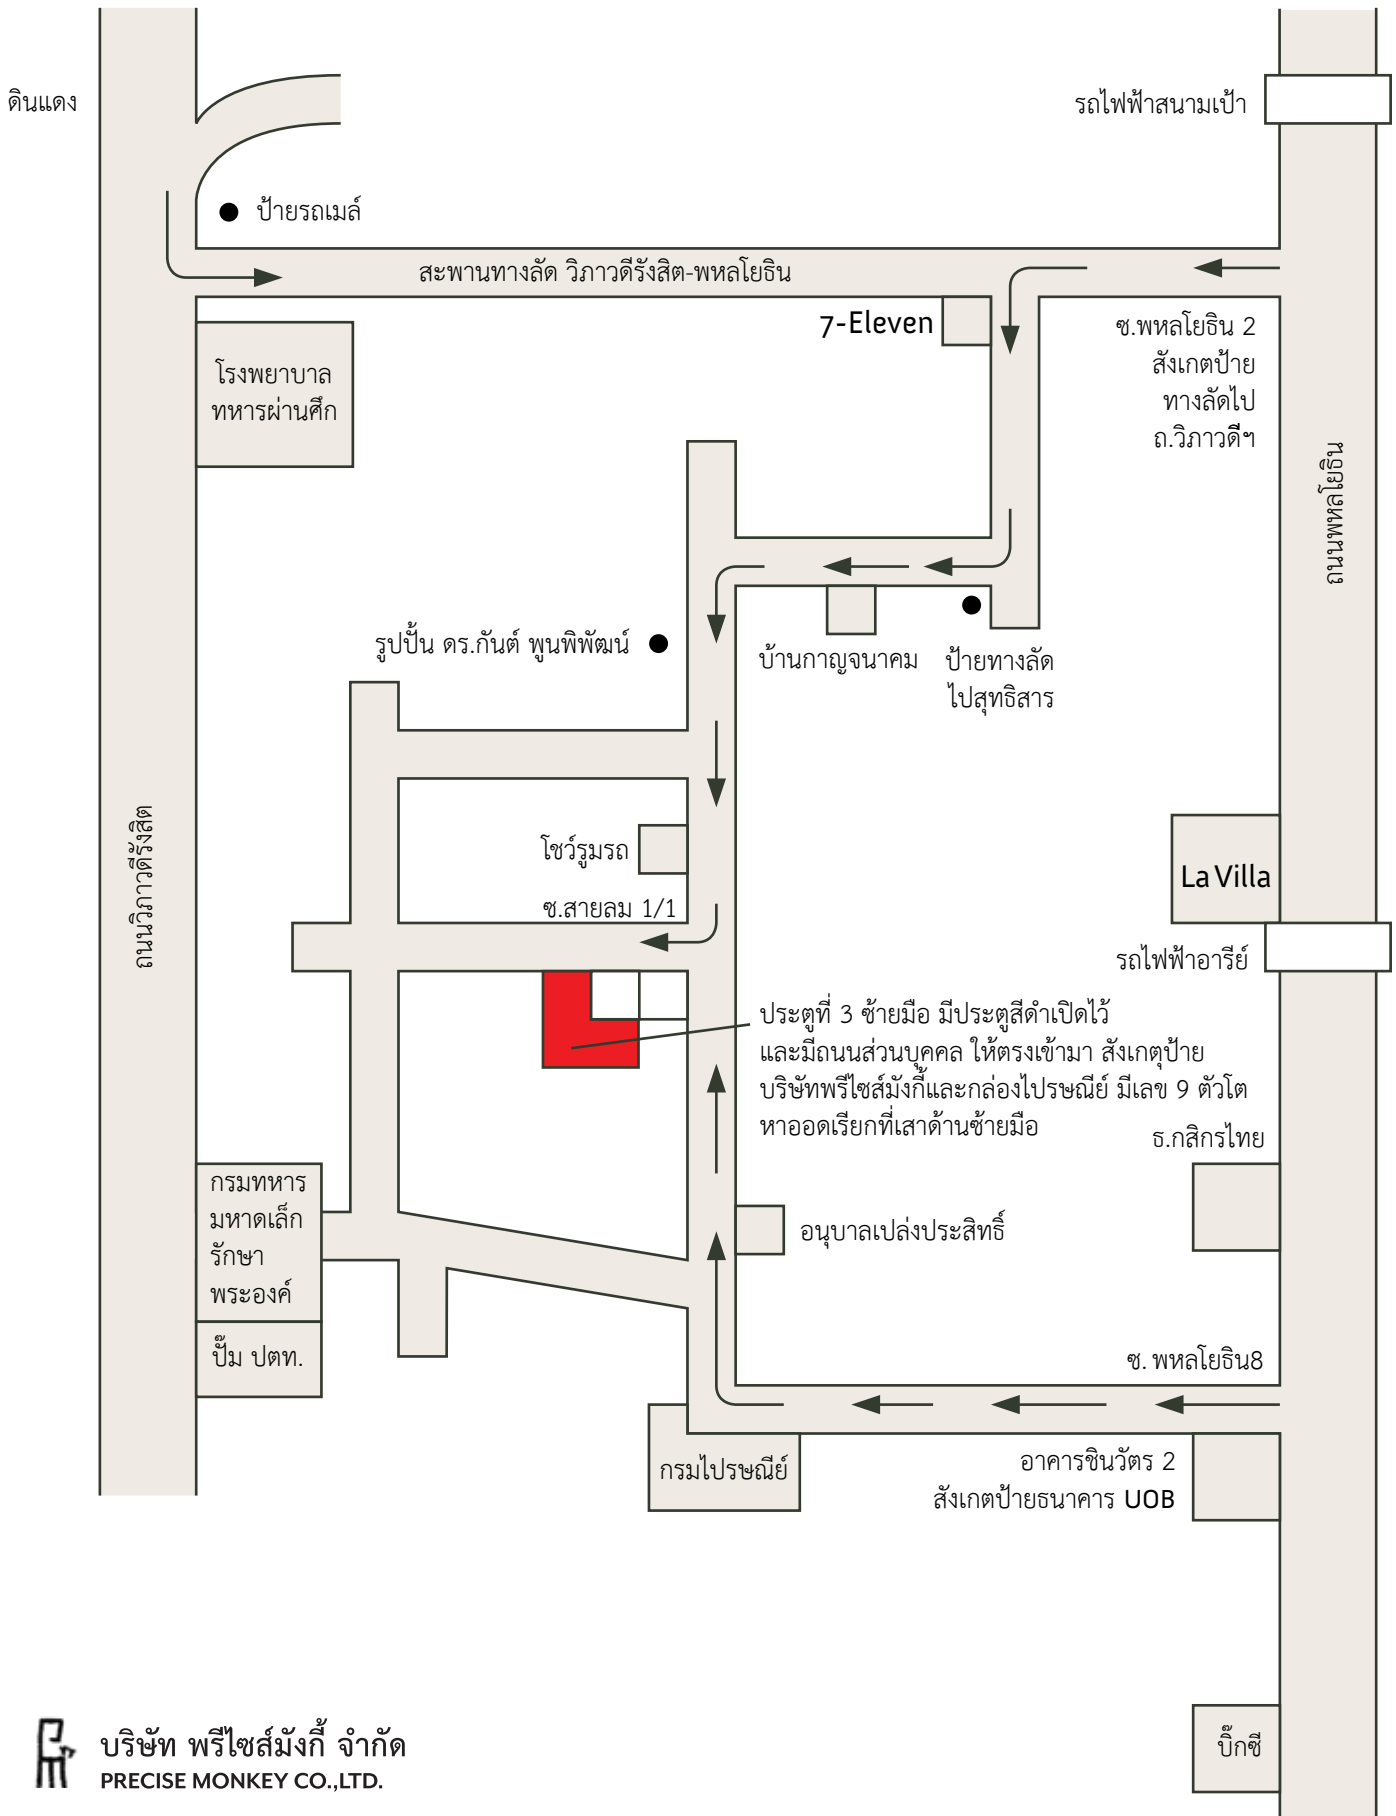 ดินแดง
รถไฟฟ้าสนามเป้า
ป้ายรถเมล์
สะพานทางลัด วิภาวดีรังสิต-พหลโยธิน
7-Eleven
ซ.พหลโยธิน 2
สังเกตป้าย
ทางลัดไป
ถ.วิภาวดีฯ
โรงพยาบาล
ทหารผ่านศึก
ถนนพหลโยธิน
รูปปั้น ดร.กันต์ พูนพิพัฒน์
บ้านกาญจนาคม
ป้ายทางลัด
ไปสุทธิสาร
ถนนวิภาวดีรังสิต
โชว์รูมรถ
La Villa
ซ.สายลม 1/1
รถไฟฟ้าอารีย์
ประตูที่ 3 ซ้ายมือ มีประตูสีดำเปิดไว้
และมีถนนส่วนบุคคล ให้ตรงเข้ามา สังเกตุป้าย
บริษัทพรีไซส์มังกี้และกล่องไปรษณีย์ มีเลข 9 ตัวโต
หาออดเรียกที่เสาด้านซ้ายมือ
ธ.กสิกรไทย
กรมทหาร
มหาดเล็ก
รักษา
พระองค์
อนุบาลเปล่งประสิทธิ์
ปั๊ม ปตท.
ซ. พหลโยธิน8
กรมไปรษณีย์
อาคารชินวัตร 2
สังเกตป้ายธนาคาร UOB
บิ๊กซี
บริษัท พรีไซส์มังกี้ จำกัด
PRECISE MONKEY CO.,LTD.